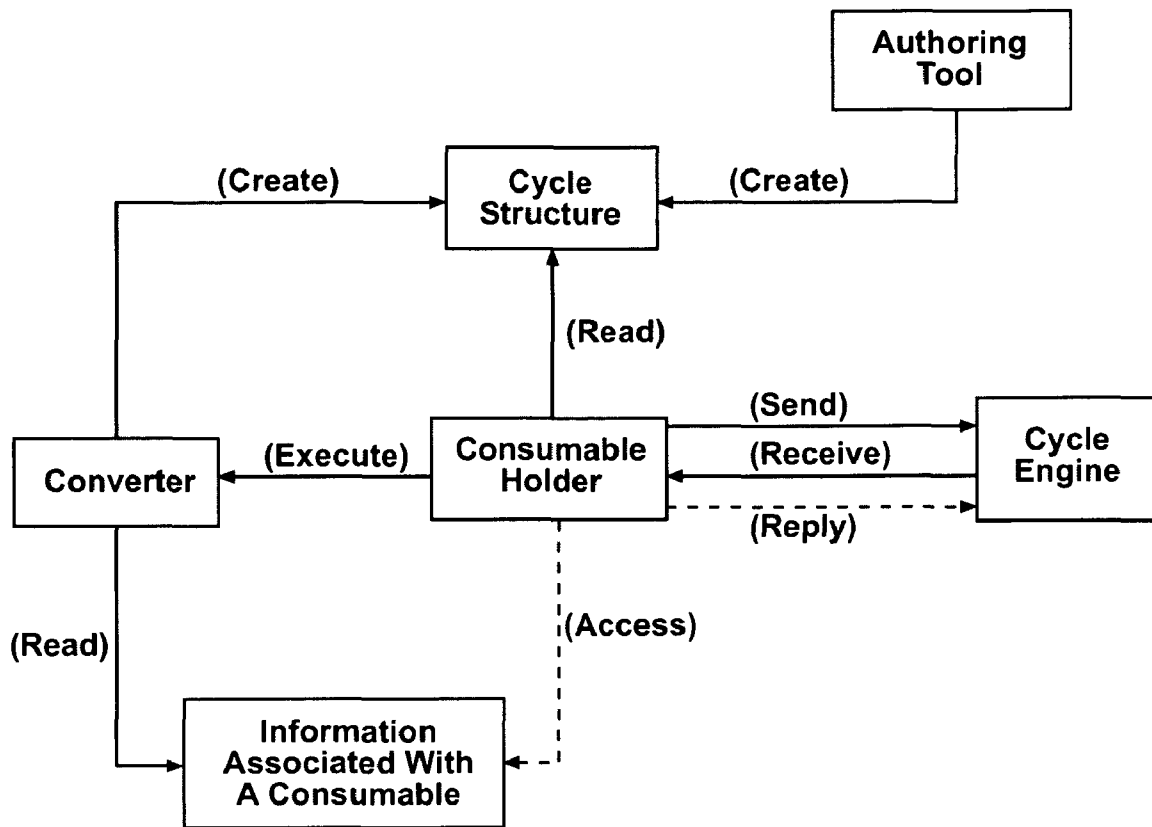 Authoring
Tool
(Create)
Cycle
Structure
(Create)
(Read)
(Send)
Consumable
Holder
(Execute)
Converter
(Receive)
Cycle
Engine
(Reply)
(Access)
(Read)
Information
Associated With
A Consumable